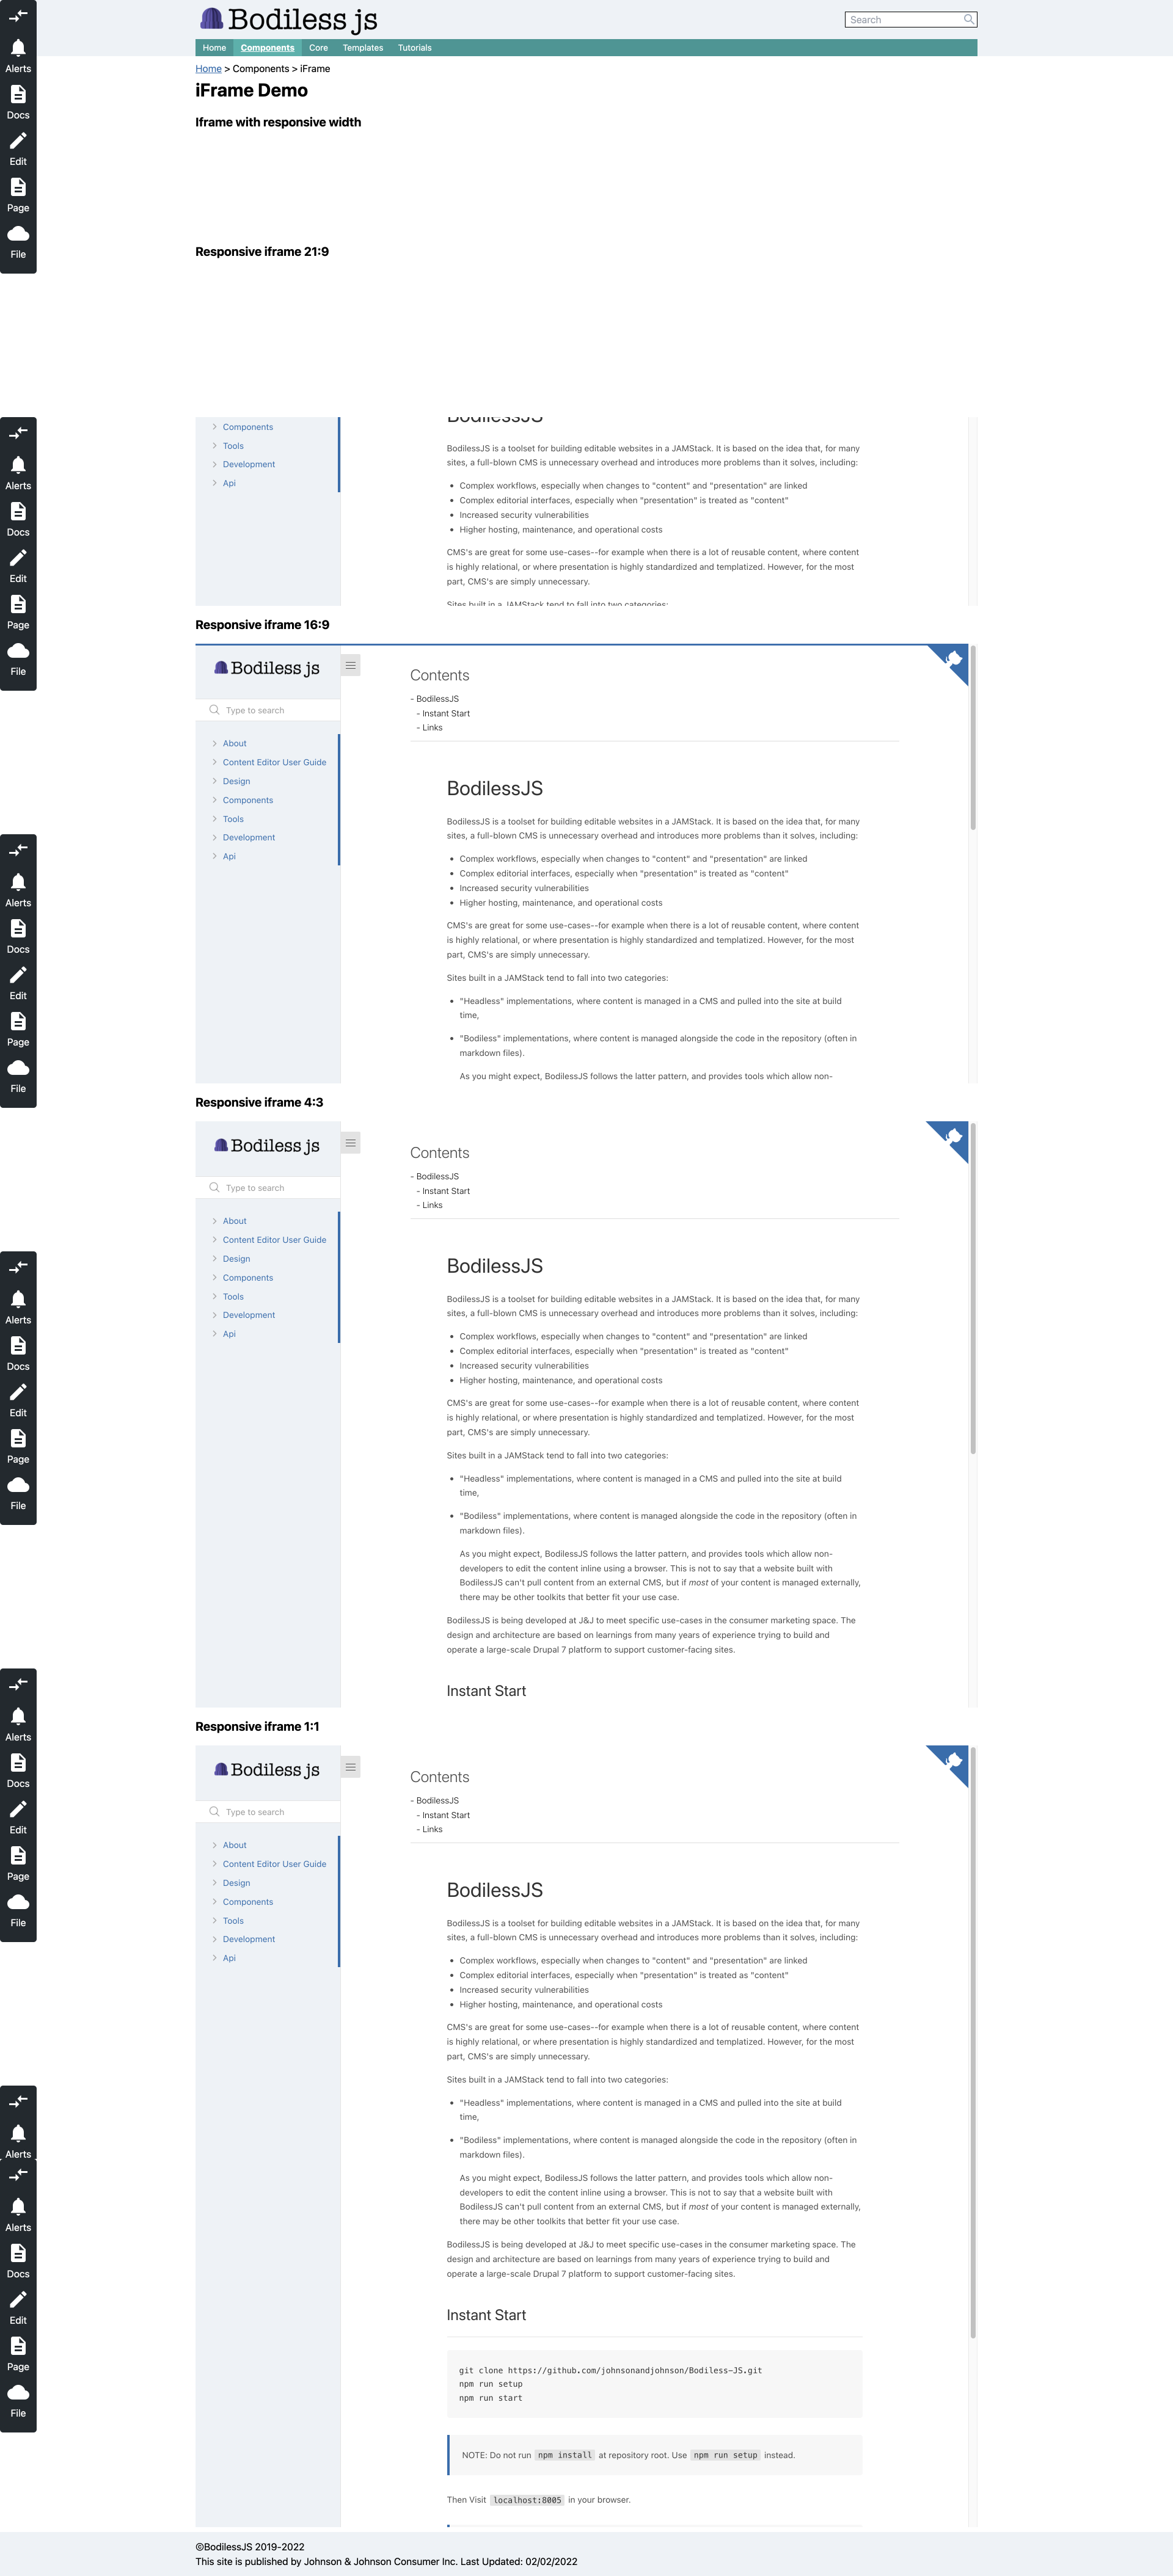 Bodiless js
Search
Home Components Core Templates Tutorials
Home > Components > iFrame
iFrame Demo
Iframe with responsive width
Alerts
Docs
Edit
Page
File
Responsive iframe 21:9
Alerts
Docs
Edit
Page
File
Components
Tools
Development
Api
BodilessJS
BodilessJS is a toolset for building editable websites in a JAMStack. It is based on the idea that, for many
sites, a full-blown CMS is unnecessary overhead and introduces more problems than it solves, including:
• Complex workflows, especially when changes to "content" and "presentation" are linked
• Complex editorial interfaces, especially when "presentation" is treated as "content"
• Increased security vulnerabilities
• Higher hosting, maintenance, and operational costs
CMS's are great for some use-cases--for example when there is a lot of reusable content, where content
is highly relational, or where presentation is highly standardized and templatized. However, for the most
part, CMS's are simply unnecessary.
Sites built in a JAMStack tend to fall into two categories:
Responsive iframe 16:9
Bodiless js
Type to search
About
Content Editor User Guide
Design
Components
Tools
Development
Api
Contents
- BodilessJS
- Instant Start
- Links
BodilessJS
BodilessJS is a toolset for building editable websites in a JAMStack. It is based on the idea that, for many
sites, a full-blown CMS is unnecessary overhead and introduces more problems than it solves, including:
• Complex workflows, especially when changes to "content" and "presentation" are linked
• Complex editorial interfaces, especially when "presentation" is treated as "content"
• Increased security vulnerabilities
• Higher hosting, maintenance, and operational costs
CMS's are great for some use-cases--for example when there is a lot of reusable content, where content
is highly relational, or where presentation is highly standardized and templatized. However, for the most
part, CMS's are simply unnecessary.
Sites built in a JAMStack tend to fall into two categories:
• "Headless" implementations, where content is managed in a CMS and pulled into the site at build
time,
• "Bodiless" implementations, where content is managed alongside the code in the repository (often in
markdown files).
As you might expect, BodilessJS follows the latter pattern, and provides tools which allow non-
Alerts
Docs
Edit
Page
File
Responsive iframe 4:3
Bodiless js
Type to search
About
Content Editor User Guide
Design
Components
Tools
Development
Api
Contents
- BodilessJS
- Instant Start
- Links
BodilessJS
BodilessJS is a toolset for building editable websites in a JAMStack. It is based on the idea that, for many
sites, a full-blown CMS is unnecessary overhead and introduces more problems than it solves, including:
• Complex workflows, especially when changes to "content" and "presentation" are linked
• Complex editorial interfaces, especially when "presentation" is treated as "content"
• Increased security vulnerabilities
• Higher hosting, maintenance, and operational costs
CMS's are great for some use-cases--for example when there is a lot of reusable content, where content
is highly relational, or where presentation is highly standardized and templatized. However, for the most
part, CMS's are simply unnecessary.
Sites built in a JAMStack tend to fall into two categories:
• "Headless" implementations, where content is managed in a CMS and pulled into the site at build
time,
• "Bodiless" implementations, where content is managed alongside the code in the repository (often in
markdown files).
As you might expect, BodilessJS follows the latter pattern, and provides tools which allow non-
developers to edit the content inline using a browser. This is not to say that a website built with
BodilessJS can't pull content from an external CMS, but if most of your content is managed externally,
there may be other toolkits that better fit your use case.
BodilessJS is being developed at J&J to meet specific use-cases in the consumer marketing space. The
design and architecture are based on learnings from many years of experience trying to build and
operate a large-scale Drupal 7 platform to support customer-facing sites.
Instant Start
Alerts
Docs
Edit
Page
File
Responsive iframe 1:1
Bodiless js
Type to search
About
Content Editor User Guide
Design
Components
Tools
Development
Api
Contents
- BodilessJS
- Instant Start
- Links
BodilessJS
BodilessJS is a toolset for building editable websites in a JAMStack. It is based on the idea that, for many
sites, a full-blown CMS is unnecessary overhead and introduces more problems than it solves, including:
• Complex workflows, especially when changes to "content" and "presentation" are linked
• Complex editorial interfaces, especially when "presentation" is treated as "content"
• Increased security vulnerabilities
• Higher hosting, maintenance, and operational costs
CMS's are great for some use-cases--for example when there is a lot of reusable content, where content
is highly relational, or where presentation is highly standardized and templatized. However, for the most
part, CMS's are simply unnecessary.
Sites built in a JAMStack tend to fall into two categories:
• "Headless" implementations, where content is managed in a CMS and pulled into the site at build
time,
• "Bodiless" implementations, where content is managed alongside the code in the repository (often in
markdown files).
As you might expect, BodilessJS follows the latter pattern, and provides tools which allow non-
developers to edit the content inline using a browser. This is not to say that a website built with
BodilessJS can't pull content from an external CMS, but if most of your content is managed externally,
there may be other toolkits that better fit your use case.
BodilessJS is being developed at J&J to meet specific use-cases in the consumer marketing space. The
design and architecture are based on learnings from many years of experience trying to build and
operate a large-scale Drupal 7 platform to support customer-facing sites.
Instant Start
git clone https://github.com/johnsonandjohnson/Bodiless-JS.git
npm run setup
npm run start
NOTE: Do not run npm install at repository root. Use npm run setup instead.
Then Visit localhost:8005 in your browser.
Alerts
Docs
Edit
Page
File
Alerts
Alerts
Docs
Edit
Page
File
©BodilessJS 2019-2022
This site is published by Johnson & Johnson Consumer Inc. Last Updated: 02/02/2022